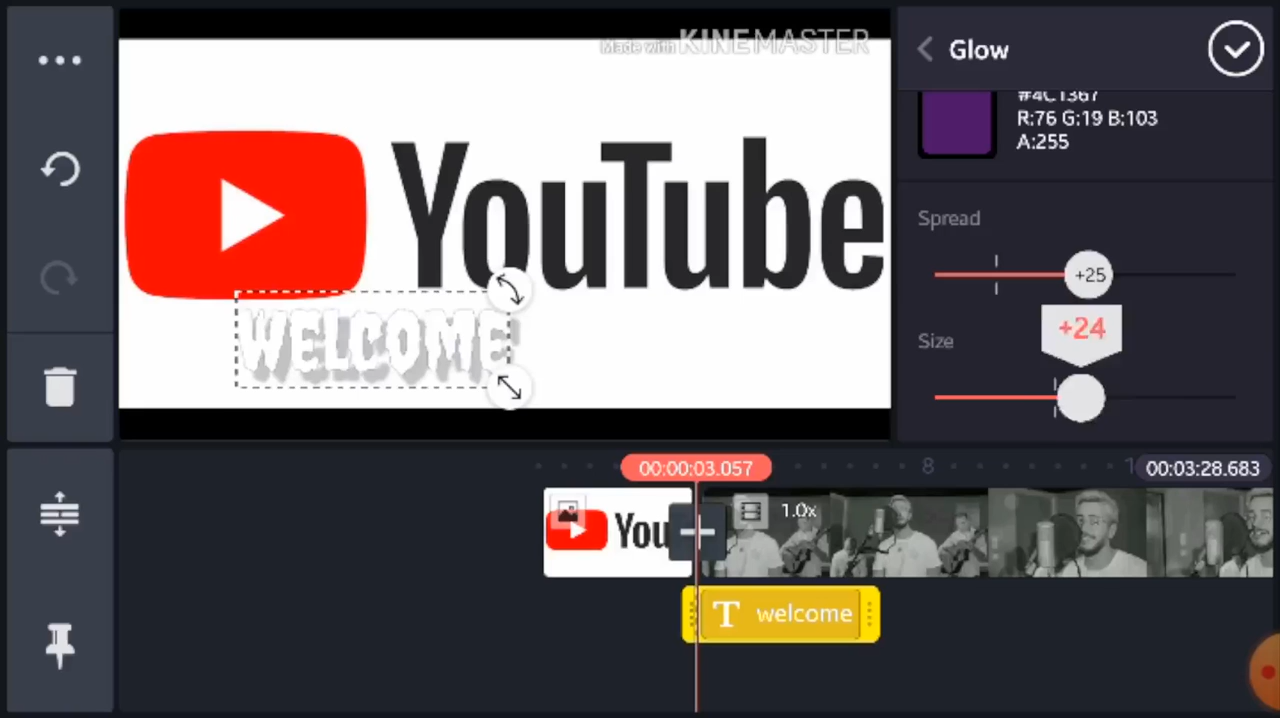 Made with KINEMASTER
Glow
#4C1367
R:76 G:19 B:103
A:255
YouTube
Spread
+25
+24
Size
WELCOME
00:00:03.057
8
1
00:03:28.683
You
1.0x
T welcome